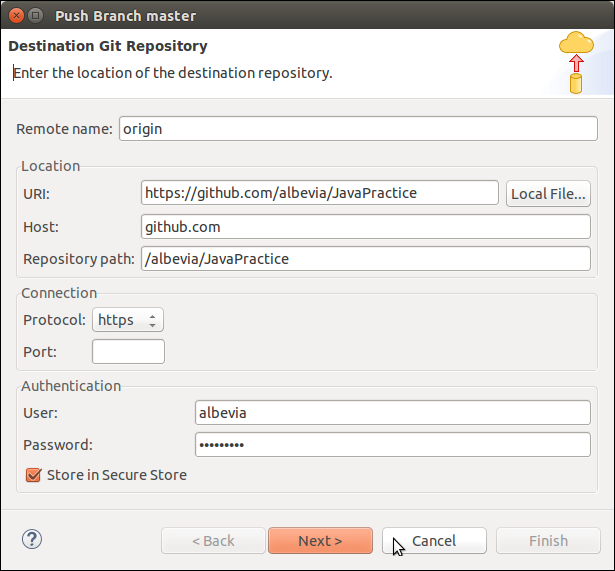 Push Branch master
Destination Git Repository
Enter the location of the destination repository.
Remote name: origin
Location
URI: https://github.com/albevia/JavaPractice Local File...
Host: github.com
Repository path: /albevia/JavaPractice
Connection
Protocol: https
Port:
Authentication
User: albevia
Password: •••••••••
Store in Secure Store
? < Back Next > Cancel Finish